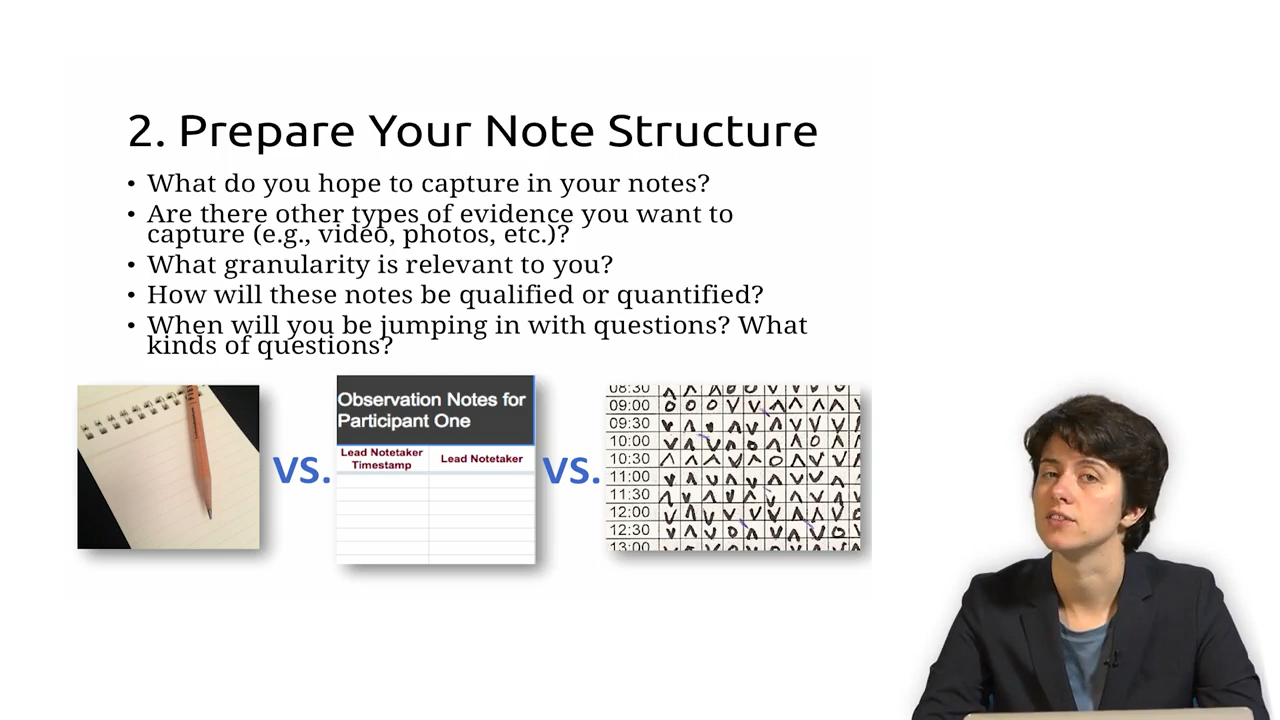 2. Prepare Your Note Structure
• What do you hope to capture in your notes?
• Are there other types of evidence you want to
capture (e.g., video, photos, etc.)?
• What granularity is relevant to you?
• How will these notes be qualified or quantified?
• When will you be jumping in with questions? What
kinds of questions?
VS.
Observation Notes for
Participant One
Lead Notetaker
Timestamp
Lead Notetaker
VS.
08:30
09:00
09:30
10:00
10:30
11:00
11:30
12:00
12:30
13:00